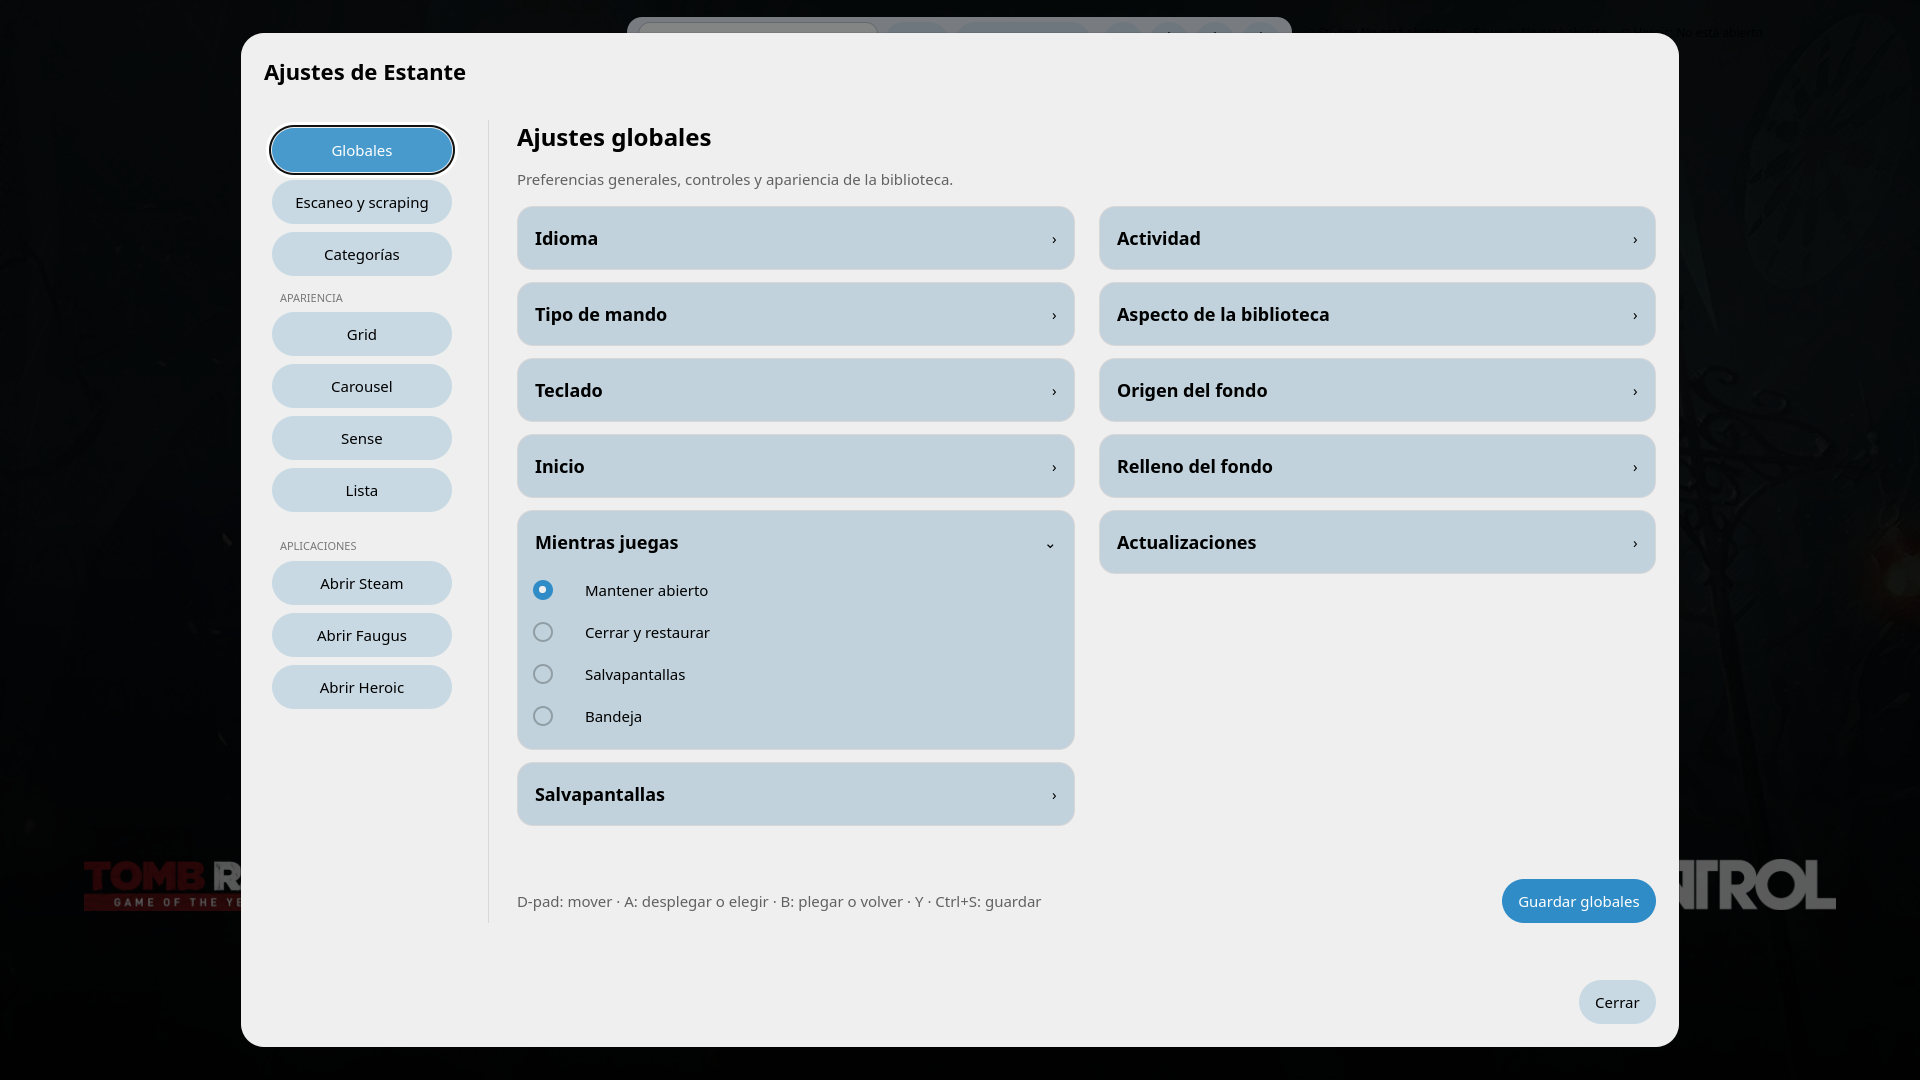 No está abierto
Ajustes de Estante
Globales
Escaneo y scraping
Categorías
APARIENCIA
Grid
Carousel
Sense
Lista
APLICACIONES
Abrir Steam
Abrir Faugus
Abrir Heroic
Ajustes globales
Preferencias generales, controles y apariencia de la biblioteca.
Idioma ›
Tipo de mando ›
Teclado ›
Inicio ›
Mientras juegas ⌄
Mantener abierto
Cerrar y restaurar
Salvapantallas
Bandeja
Salvapantallas ›
Actividad ›
Aspecto de la biblioteca ›
Origen del fondo ›
Relleno del fondo ›
Actualizaciones ›
D-pad: mover · A: desplegar o elegir · B: plegar o volver · Y · Ctrl+S: guardar
Guardar globales
Cerrar
TOMB R
GAME OF THE YE
TROL